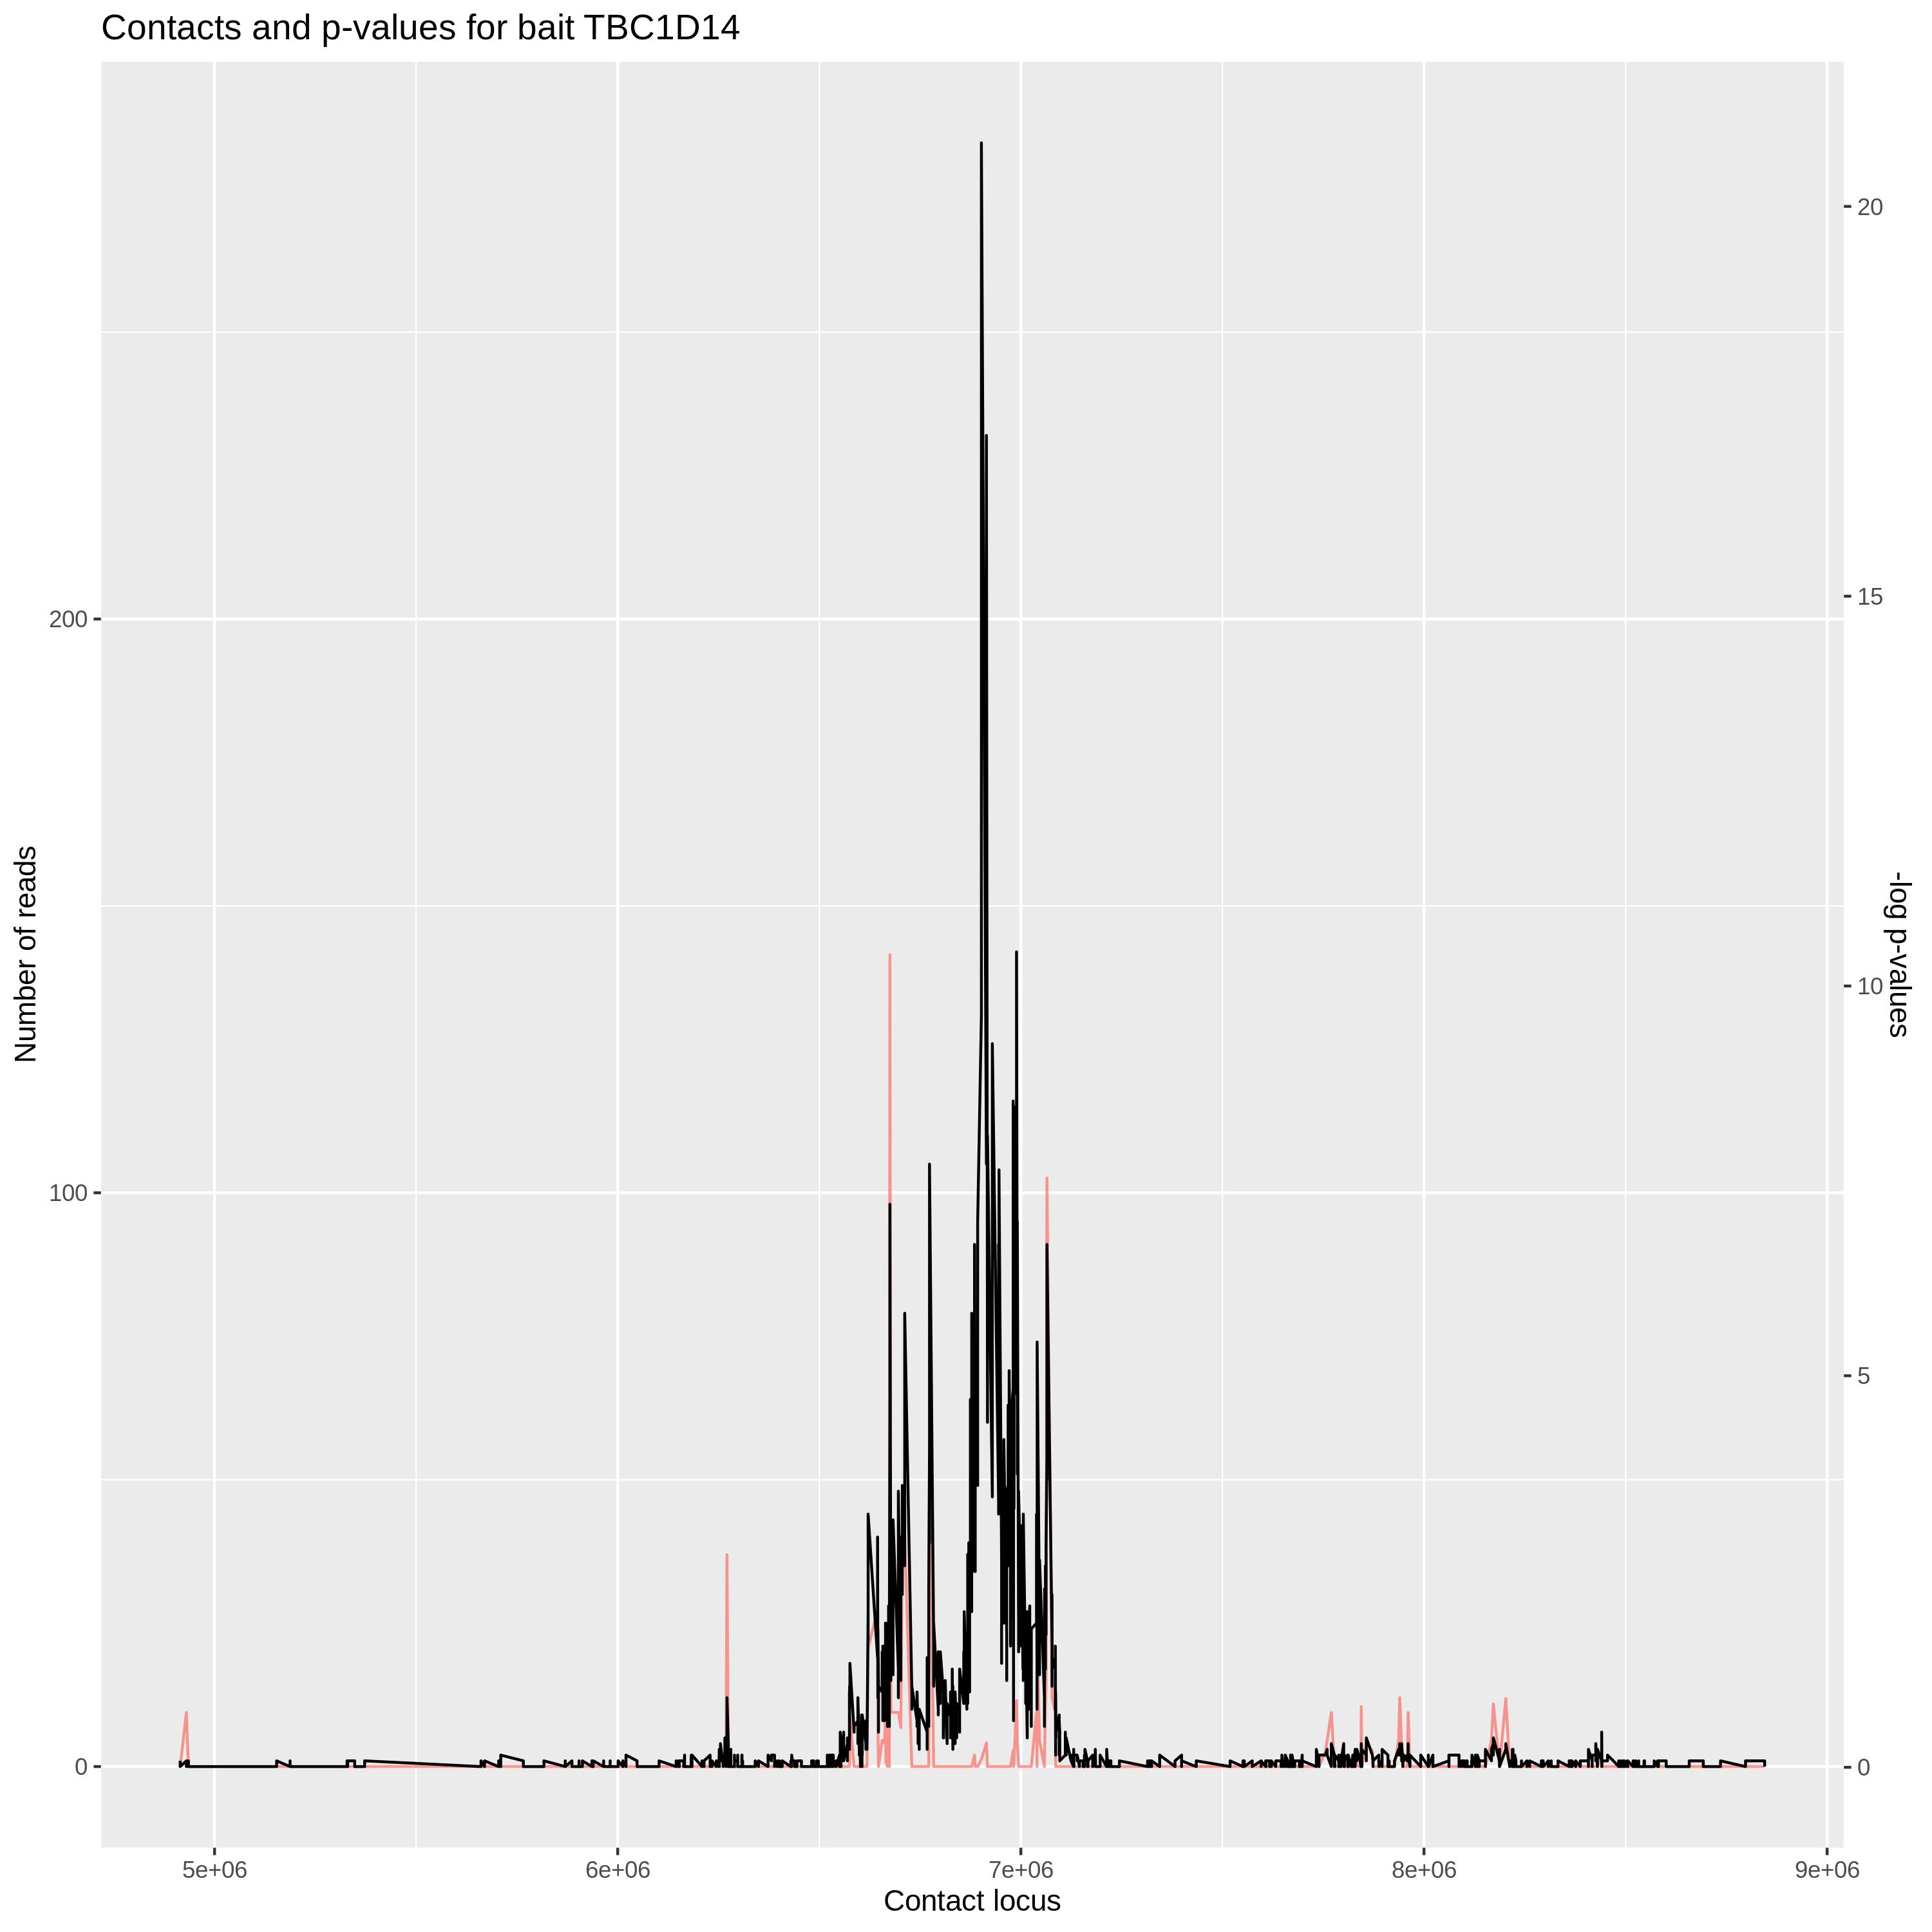 Contacts and p-values for bait TBC1D14
Number of reads
200
100
0
20
15
10
5
0
-log p-values
5e+06
6e+06
7e+06
8e+06
9e+06
Contact locus